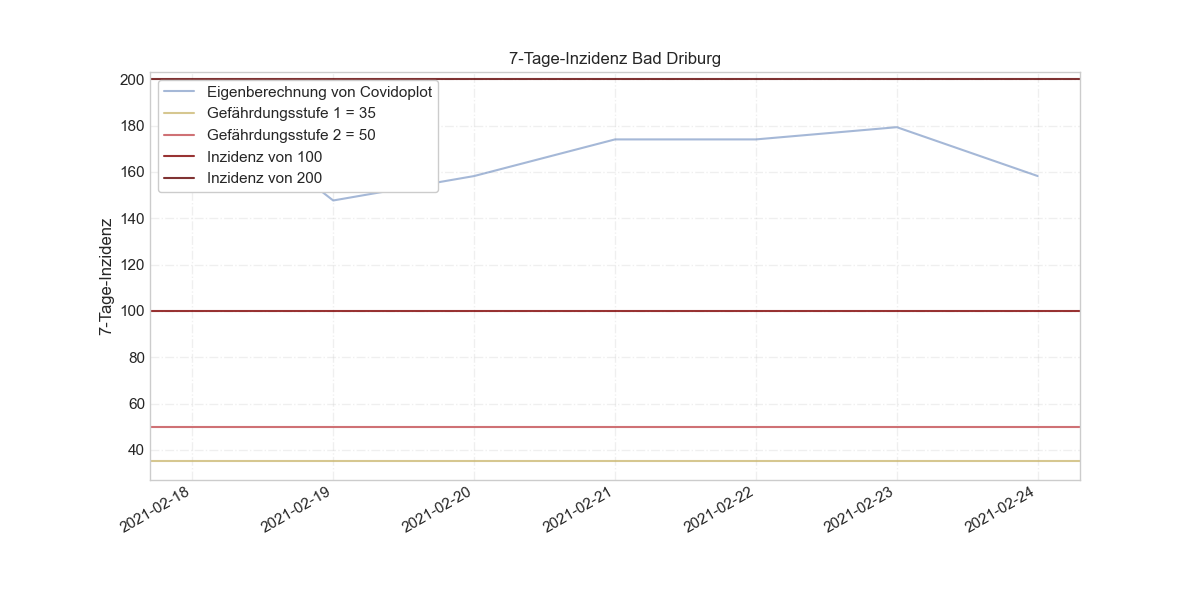 7-Tage-Inzidenz Bad Driburg
Eigenberechnung von Covidoplot
Gefährdungsstufe 1 = 35
Gefährdungsstufe 2 = 50
Inzidenz von 100
Inzidenz von 200
7-Tage-Inzidenz
200
180
160
140
120
100
80
60
40
2021-02-18
2021-02-19
2021-02-20
2021-02-21
2021-02-22
2021-02-23
2021-02-24